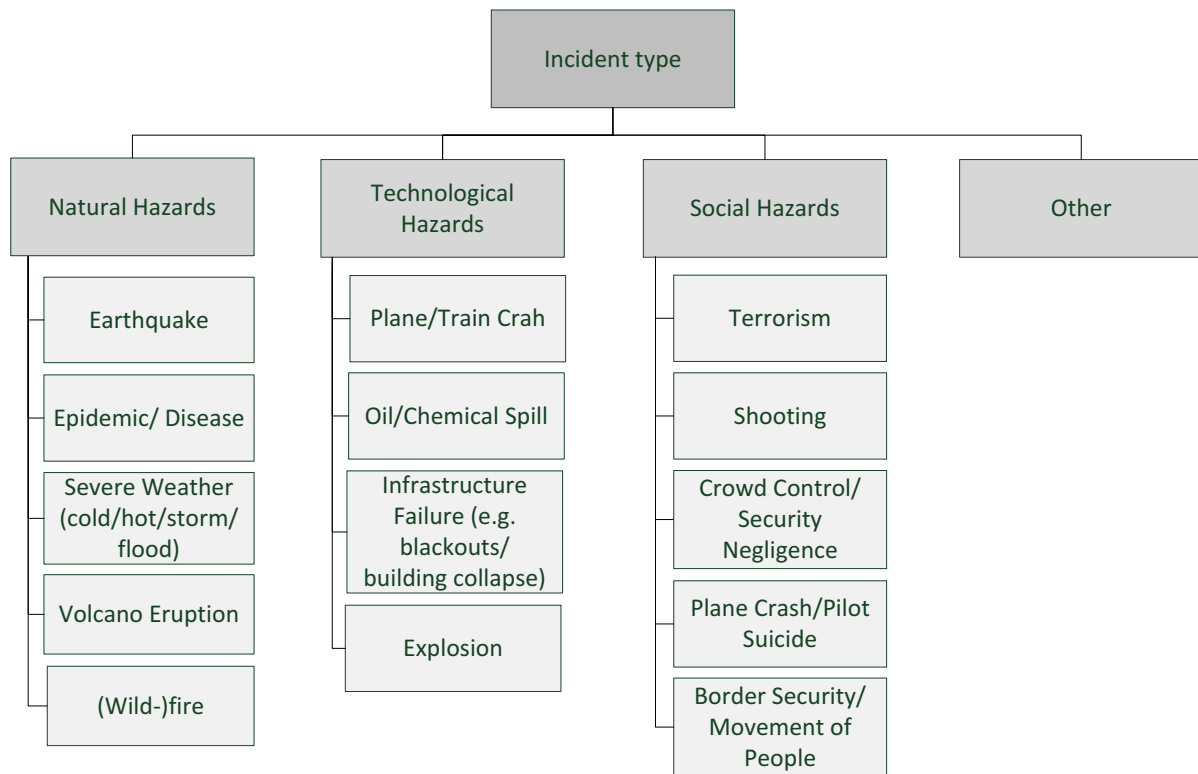 Incident type
Natural Hazards
Technological
Hazards
Social Hazards
Other
Earthquake
Epidemic/ Disease
Severe Weather
(cold/hot/storm/
flood)
Volcano Eruption
(Wild-)fire
Plane/Train Crah
Oil/Chemical Spill
Infrastructure
Failure (e.g.
blackouts/
building collapse)
Explosion
Terrorism
Shooting
Crowd Control/
Security
Negligence
Plane Crash/Pilot
Suicide
Border Security/
Movement of
People